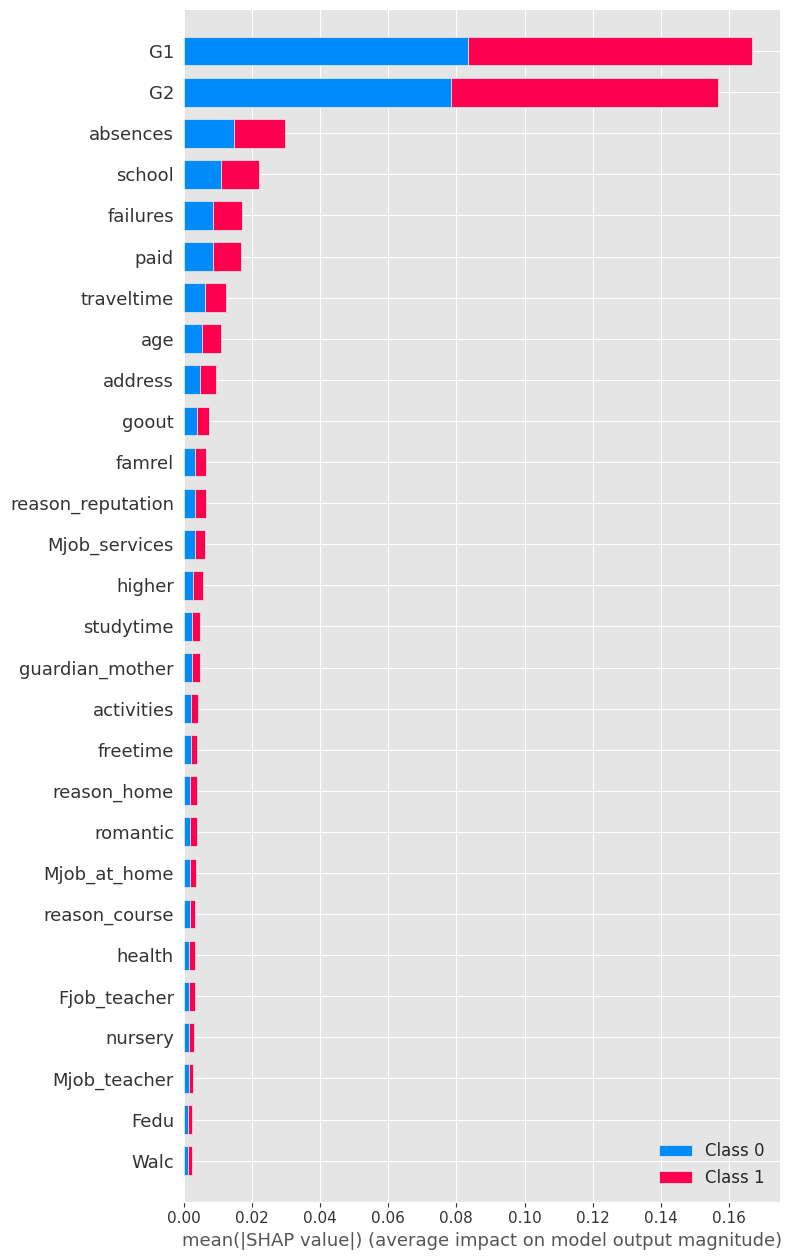 G1
G2
absences
school
failures
paid
traveltime
age
address
goout
famrel
reason_reputation
Mjob_services
higher
studytime
guardian_mother
activities
freetime
reason_home
romantic
Mjob_at_home
reason_course
health
Fjob_teacher
nursery
Mjob_teacher
Fedu
Walc
Class 0
Class 1
0.00 0.02 0.04 0.06 0.08 0.10 0.12 0.14 0.16
mean(|SHAP value|) (average impact on model output magnitude)